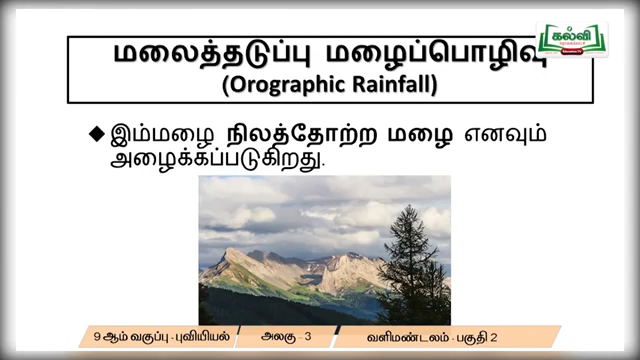 மலைத்தடுப்பு மழைப்பொழிவு
(Orographic Rainfall)
கல்வி
◆இம்மழை நிலத்தோற்ற மழை எனவும்
அழைக்கப்படுகிறது.
9 ஆம் வகுப்பு - புவியியல்
அலகு - 3
வளிமண்டலம் - பகுதி 2